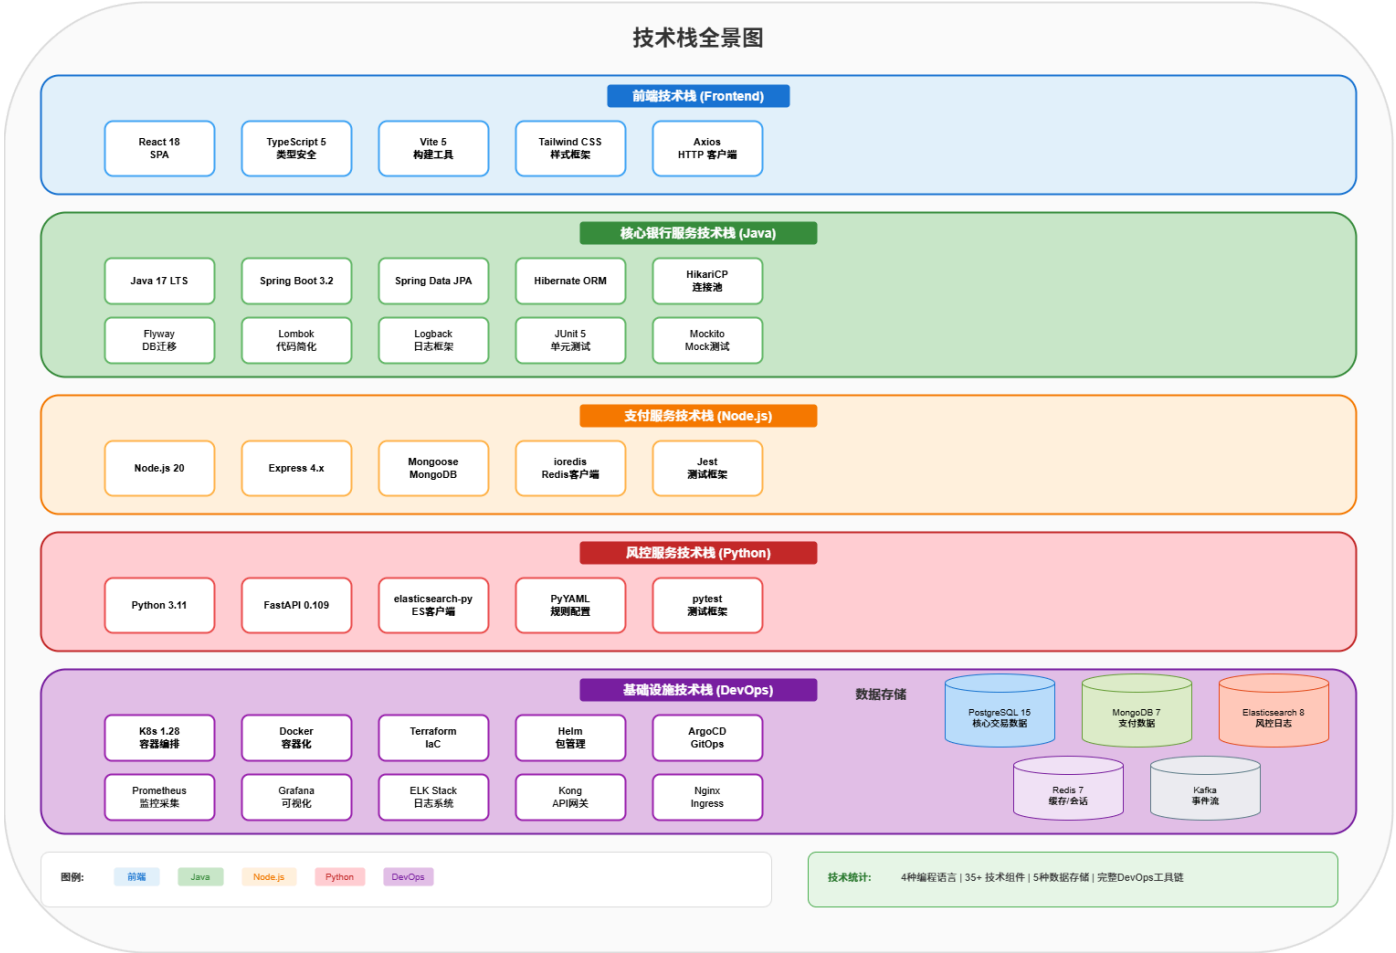 技术栈全景图
前端技术栈 (Frontend)
React 18
SPA
TypeScript 5
类型安全
Vite 5
构建工具
Tailwind CSS
样式框架
Axios
HTTP 客户端
核心银行服务技术栈 (Java)
Java 17 LTS
Spring Boot 3.2
Spring Data JPA
Hibernate ORM
HikariCP
连接池
Flyway
DB迁移
Lombok
代码简化
Logback
日志框架
JUnit 5
单元测试
Mockito
Mock测试
支付服务技术栈 (Node.js)
Node.js 20
Express 4.x
Mongoose
MongoDB
ioredis
Redis客户端
Jest
测试框架
风控服务技术栈 (Python)
Python 3.11
FastAPI 0.109
elasticsearch-py
ES客户端
PyYAML
规则配置
pytest
测试框架
基础设施技术栈 (DevOps)
K8s 1.28
容器编排
Docker
容器化
Terraform
IaC
Helm
包管理
ArgoCD
GitOps
Prometheus
监控采集
Grafana
可视化
ELK Stack
日志系统
Kong
API网关
Nginx
Ingress
数据存储
PostgreSQL 15
核心交易数据
MongoDB 7
支付数据
Elasticsearch 8
风控日志
Redis 7
缓存/会话
Kafka
事件流
图例:
前端
Java
Node.js
Python
DevOps
技术统计:
4种编程语言 | 35+ 技术组件 | 5种数据存储 | 完整DevOps工具链